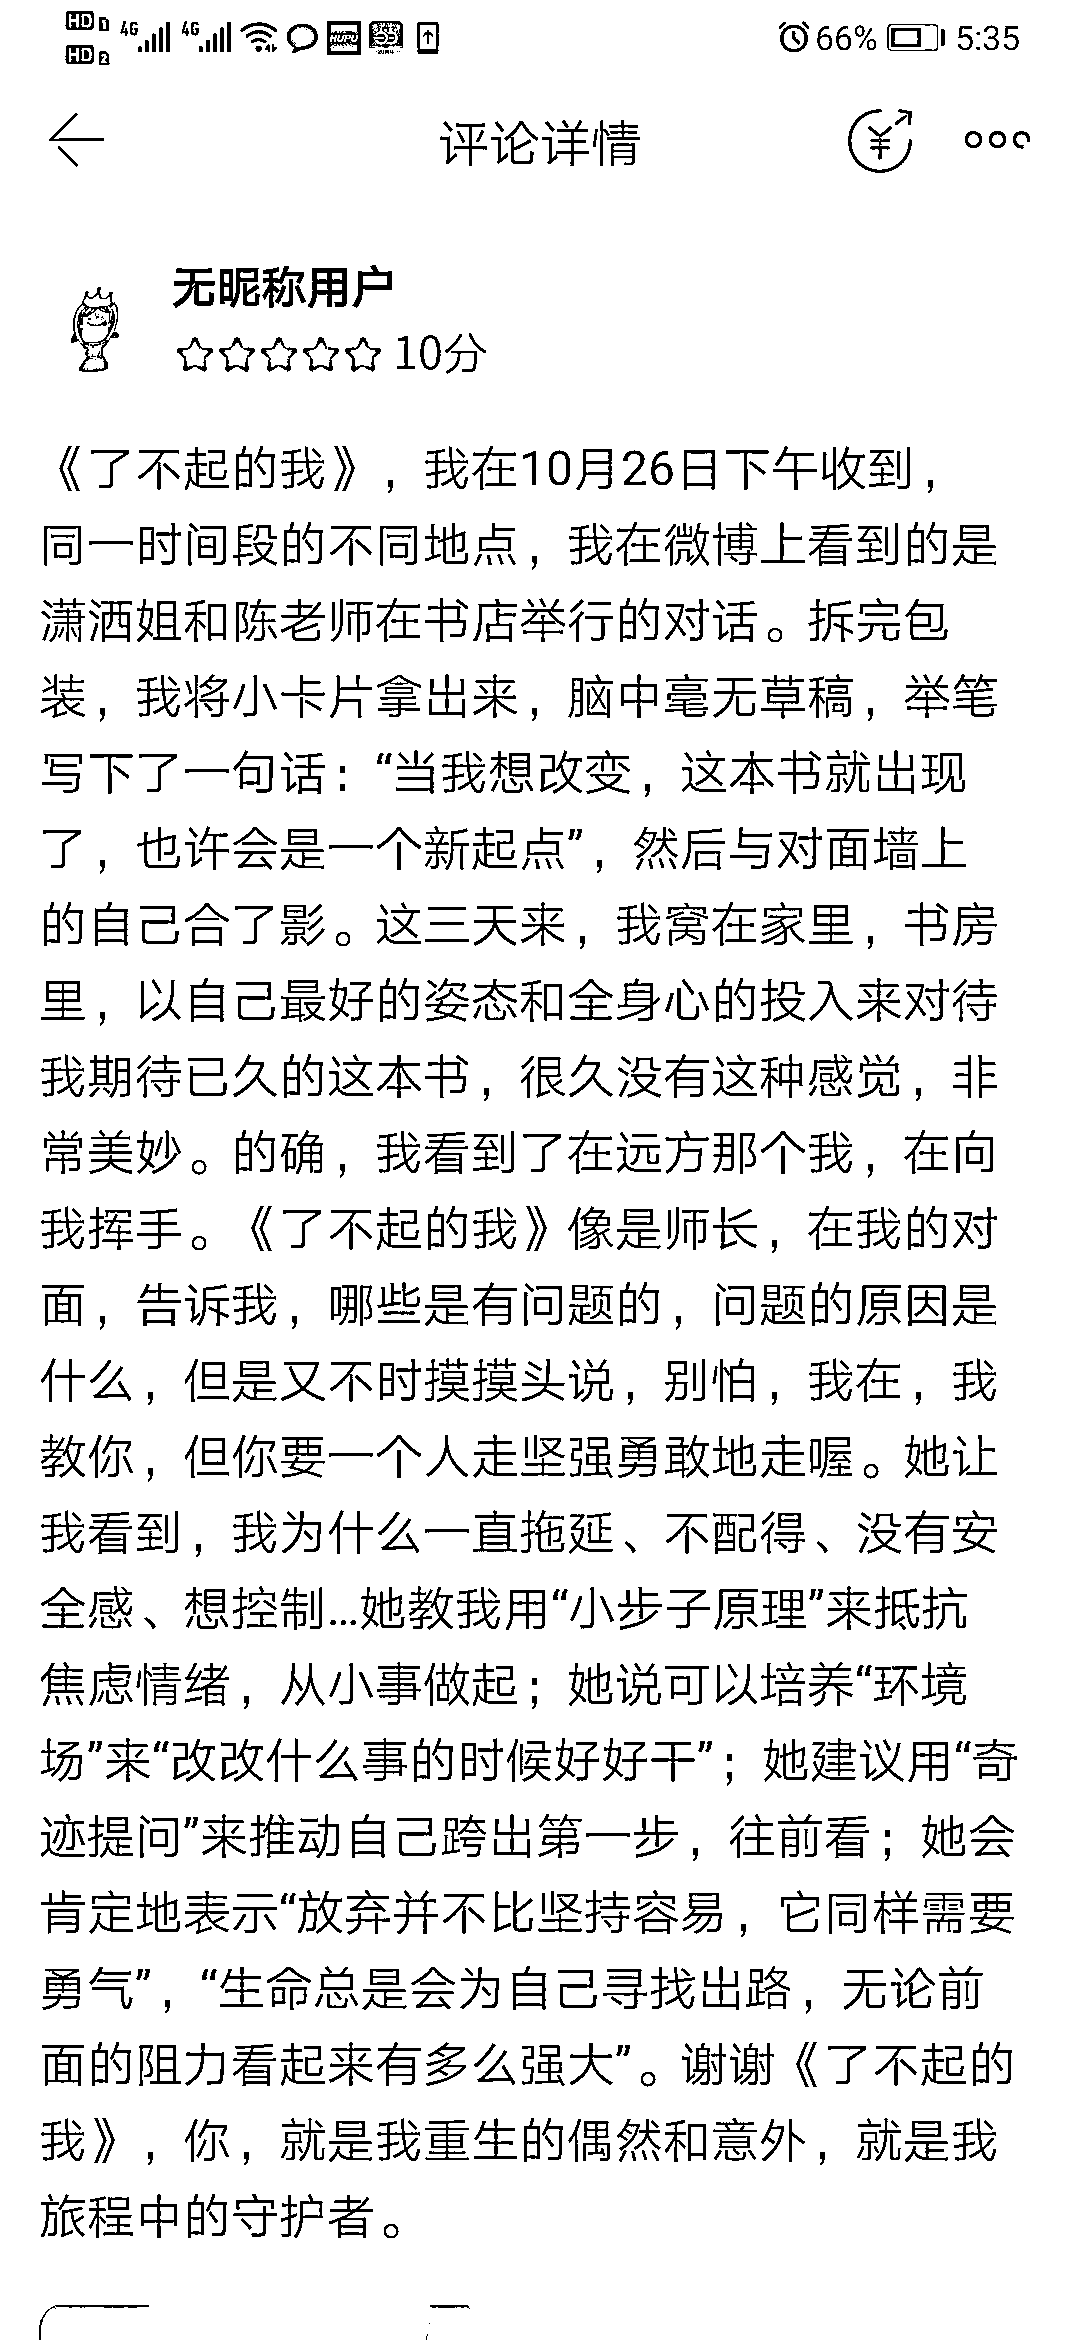 HD 1 4G 4G HUPU 66% 5:35
HD 2
评论详情
无昵称用户
10分
《了不起的我》，我在10月26日下午收到，
同一时间段的不同地点，我在微博上看到的是
潇洒姐和陈老师在书店举行的对话。拆完包
装，我将小卡片拿出来，脑中毫无草稿，举笔
写下了一句话：“当我想改变，这本书就出现
了，也许会是一个新起点”，然后与对面墙上
的自己合了影。这三天来，我窝在家里，书房
里，以自己最好的姿态和全身心的投入来对待
我期待已久的这本书，很久没有这种感觉，非
常美妙。的确，我看到了在远方那个我，在向
我挥手。《了不起的我》像是师长，在我的对
面，告诉我，哪些是有问题的，问题的原因是
什么，但是又不时摸摸头说，别怕，我在，我
教你，但你要一个人走坚强勇敢地走喔。她让
我看到，我为什么一直拖延、不配得、没有安
全感、想控制...她教我用“小步子原理”来抵抗
焦虑情绪，从小事做起；她说可以培养“环境
场”来“改改什么事的时候好好干”；她建议用“奇
迹提问”来推动自己跨出第一步，往前看；她会
肯定地表示“放弃并不比坚持容易，它同样需要
勇气”，“生命总是会为自己寻找出路，无论前
面的阻力看起来有多么强大”。谢谢《了不起的
我》，你，就是我重生的偶然和意外，就是我
旅程中的守护者。